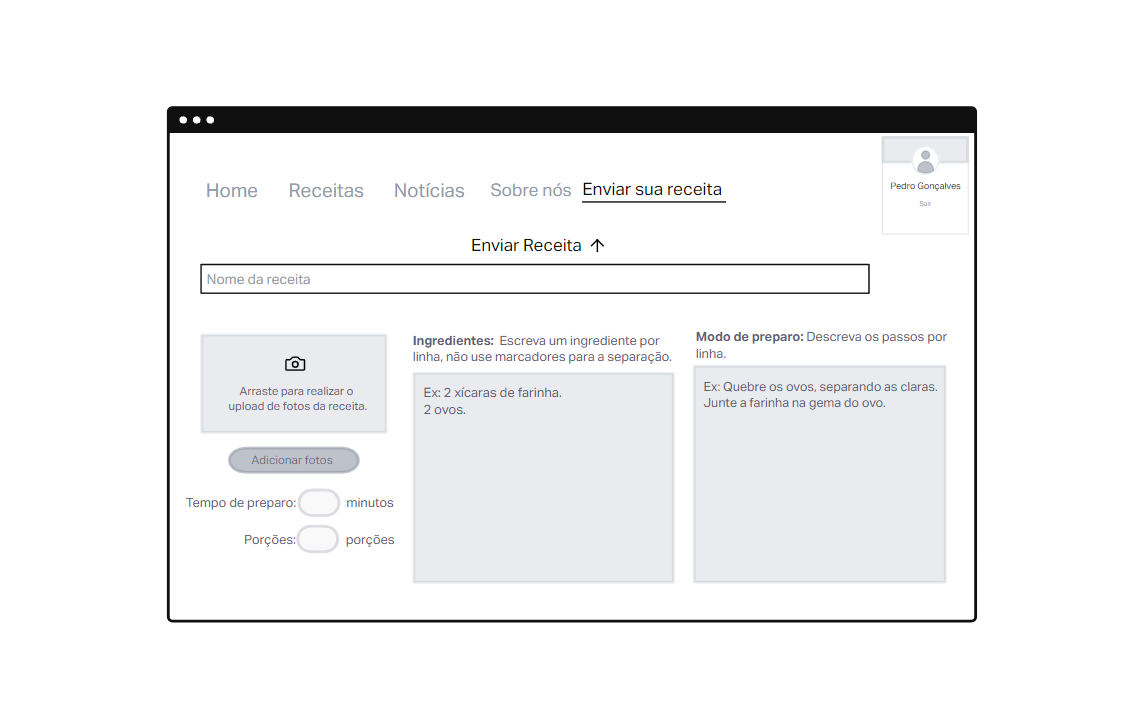 Home Receitas Notícias Sobre nós Enviar sua receita
Pedro Gonçalves
Sair
Enviar Receita
Nome da receita
Arraste para realizar o
upload de fotos da receita.
Adicionar fotos
Tempo de preparo: minutos
Porções: porções
Ingredientes: Escreva um ingrediente por
linha, não use marcadores para a separação.
Ex: 2 xícaras de farinha.
2 ovos.
Modo de preparo: Descreva os passos por
linha.
Ex: Quebre os ovos, separando as claras.
Junte a farinha na gema do ovo.